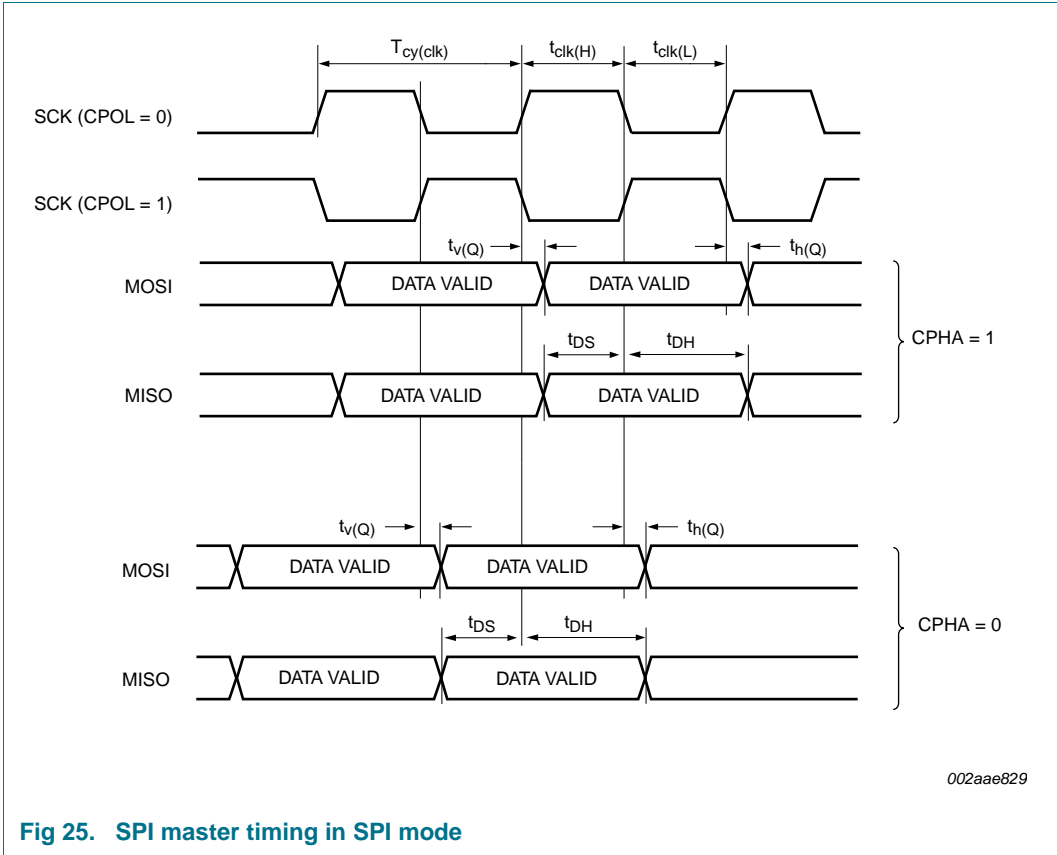 Tcy(clk) tclk(H) tclk(L)
SCK (CPOL = 0)
SCK (CPOL = 1)
tv(Q) th(Q)
MOSI DATA VALID DATA VALID
CPHA = 1
tDS tDH
MISO DATA VALID DATA VALID
tv(Q) th(Q)
MOSI DATA VALID DATA VALID
tDS tDH
CPHA = 0
MISO DATA VALID DATA VALID
002aae829
Fig 25. SPI master timing in SPI mode